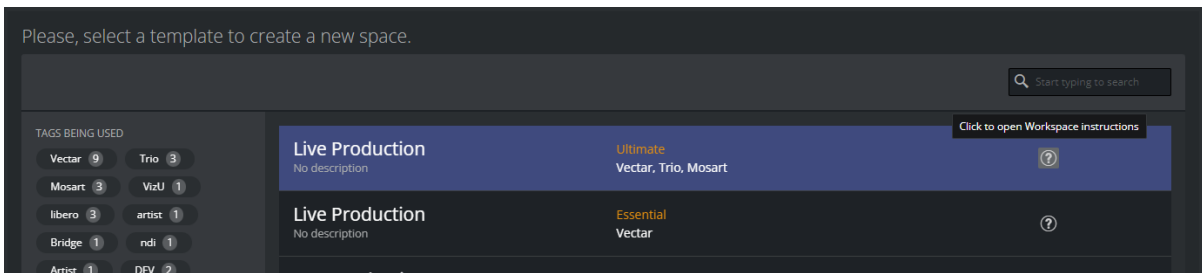 Please, select a template to create a new space.
Start typing to search
TAGS BEING USED
Click to open Workspace instructions
Vectar 9 Trio 3
Mosart 3 VizU 1
libero 3 artist 1
Bridge 1 ndi 1
Artist 1 DEV 2
Live Production
No description
Ultimate
Vectar, Trio, Mosart
Live Production
No description
Essential
Vectar